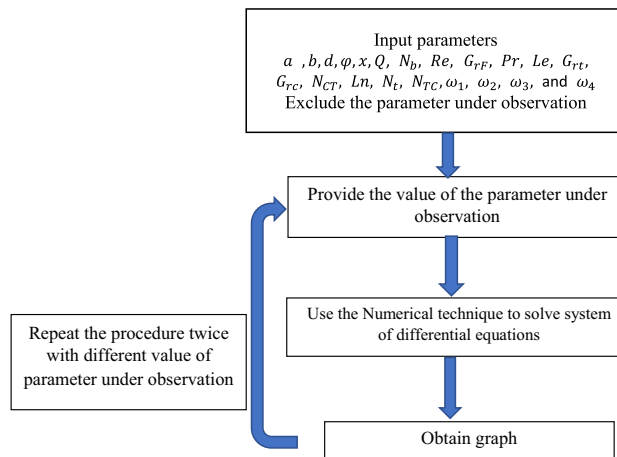 Input parameters
a , b, d, φ, x, Q, N_b, Re, G_rF, Pr, Le, G_rt,
G_rc, N_CT, Ln, N_t, N_TC, ω_1, ω_2, ω_3, and ω_4
Exclude the parameter under observation
Provide the value of the parameter under
observation
Use the Numerical technique to solve system
of differential equations
Repeat the procedure twice
with different value of
parameter under observation
Obtain graph